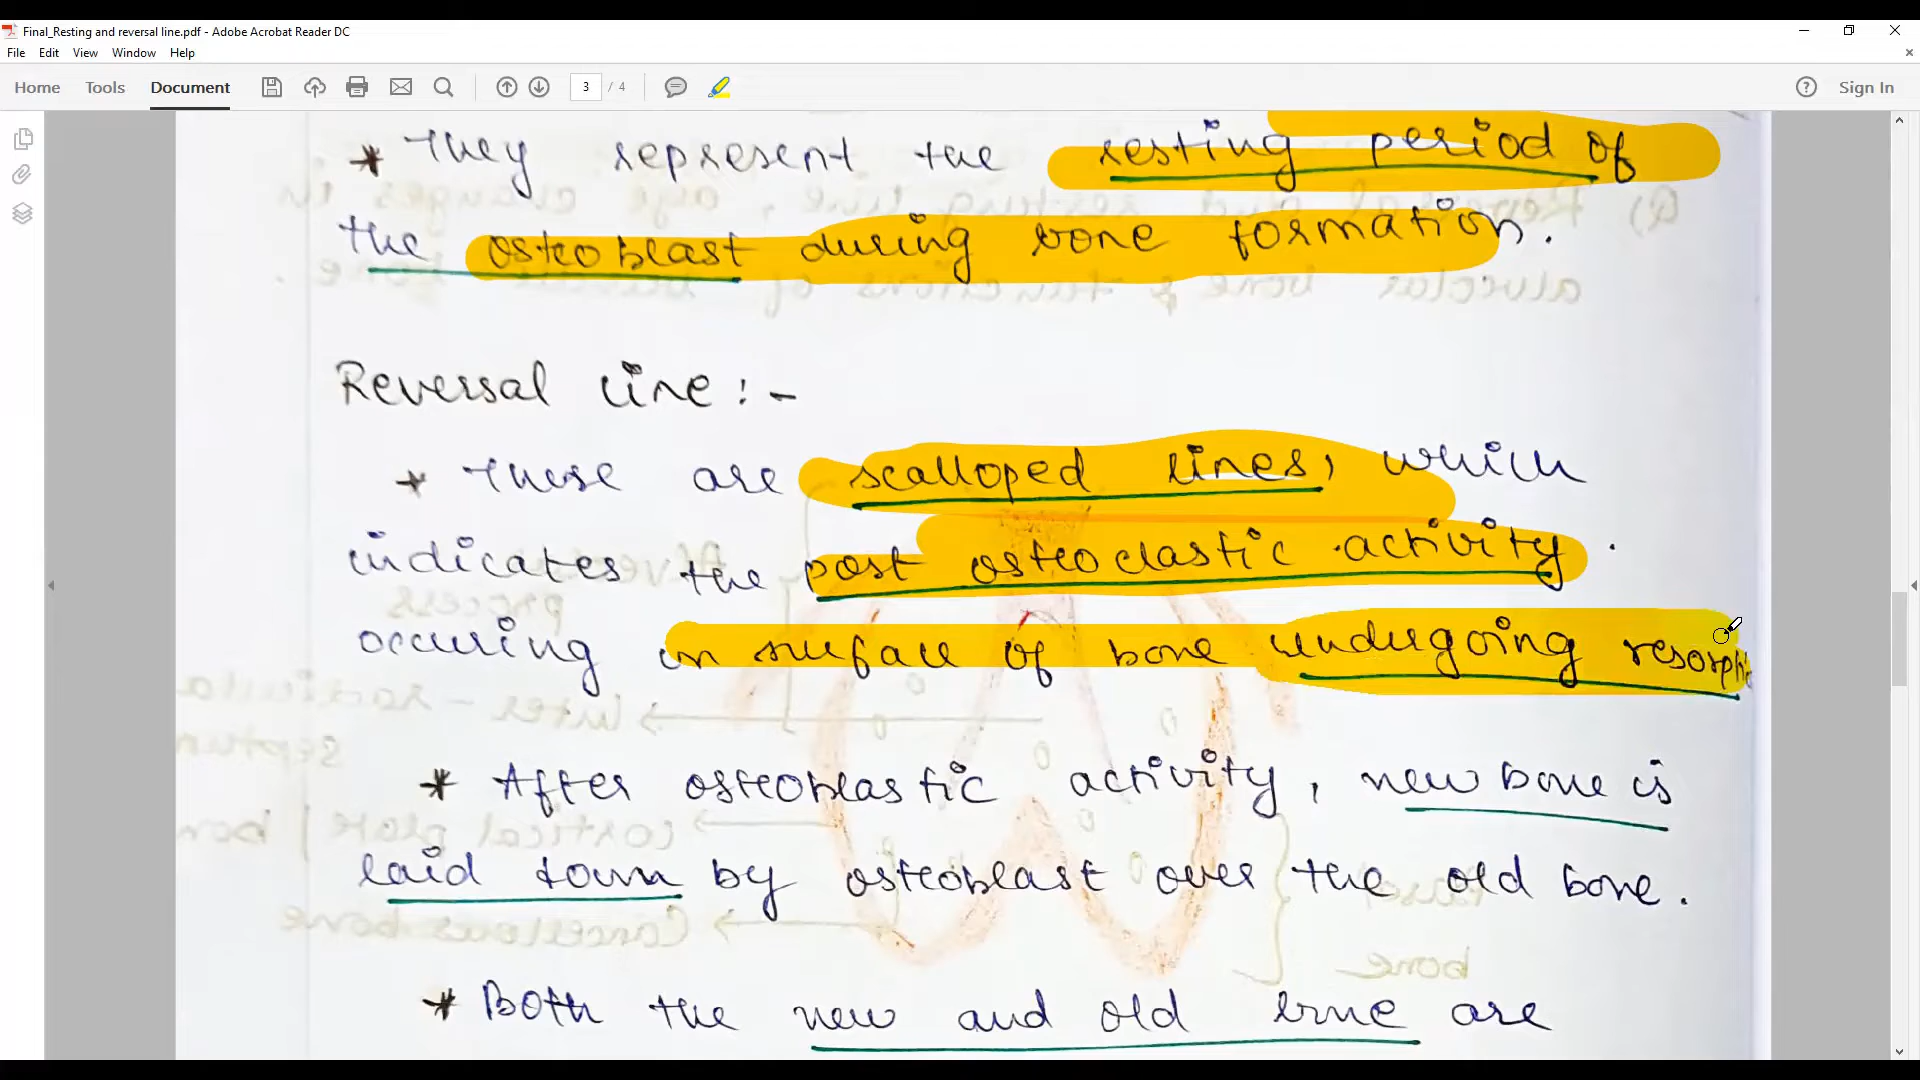 Final_Resting and reversal line.pdf - Adobe Acrobat Reader DC
File Edit View Window Help
Home Tools Document 3 / 4 Sign In
* They represent the resting period of
the osteoblast during bone formation.
Reversal line :-
* These are scalloped lines, which
indicates the post osteoclastic activity.
occuring in surface of bone undergoing resorpti
* After osteoblastic activity, new bone is
laid down by osteoblast over the old bone.
* Both the new and old bone are